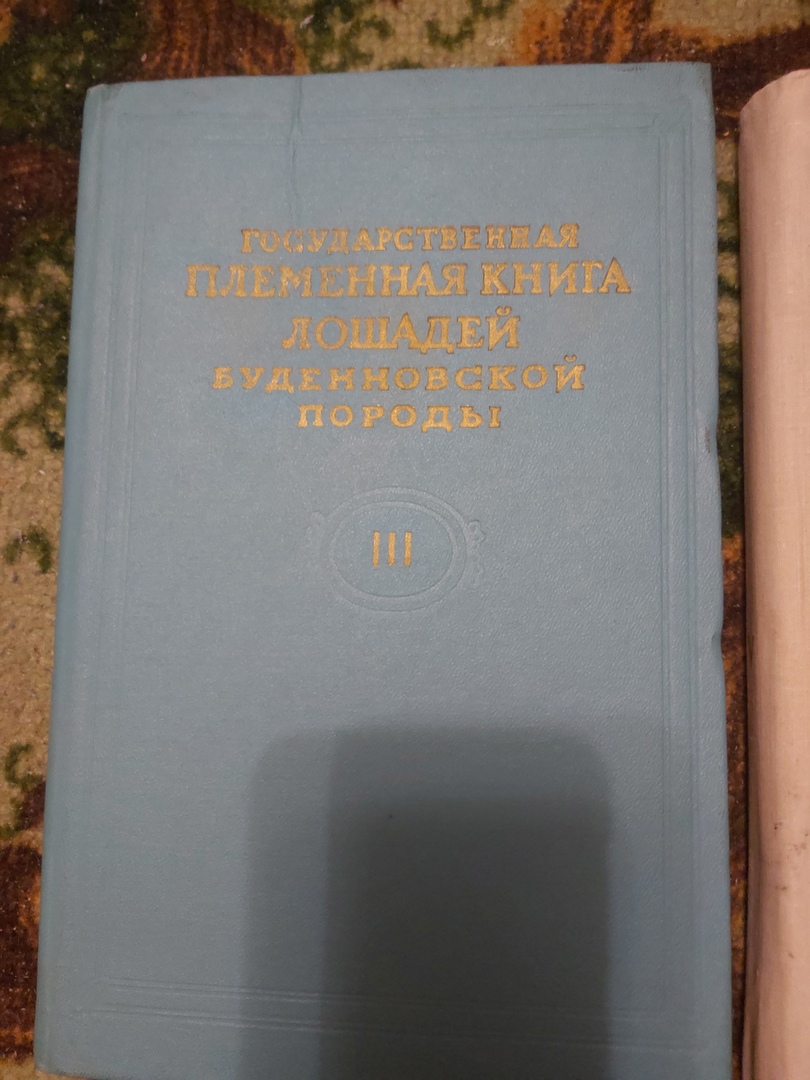 ГОСУДАРСТВЕННАЯ
ПЛЕМЕННАЯ КНИГА
ЛОШАДЕЙ
БУДЕННОВСКОЙ
ПОРОДЫ
III